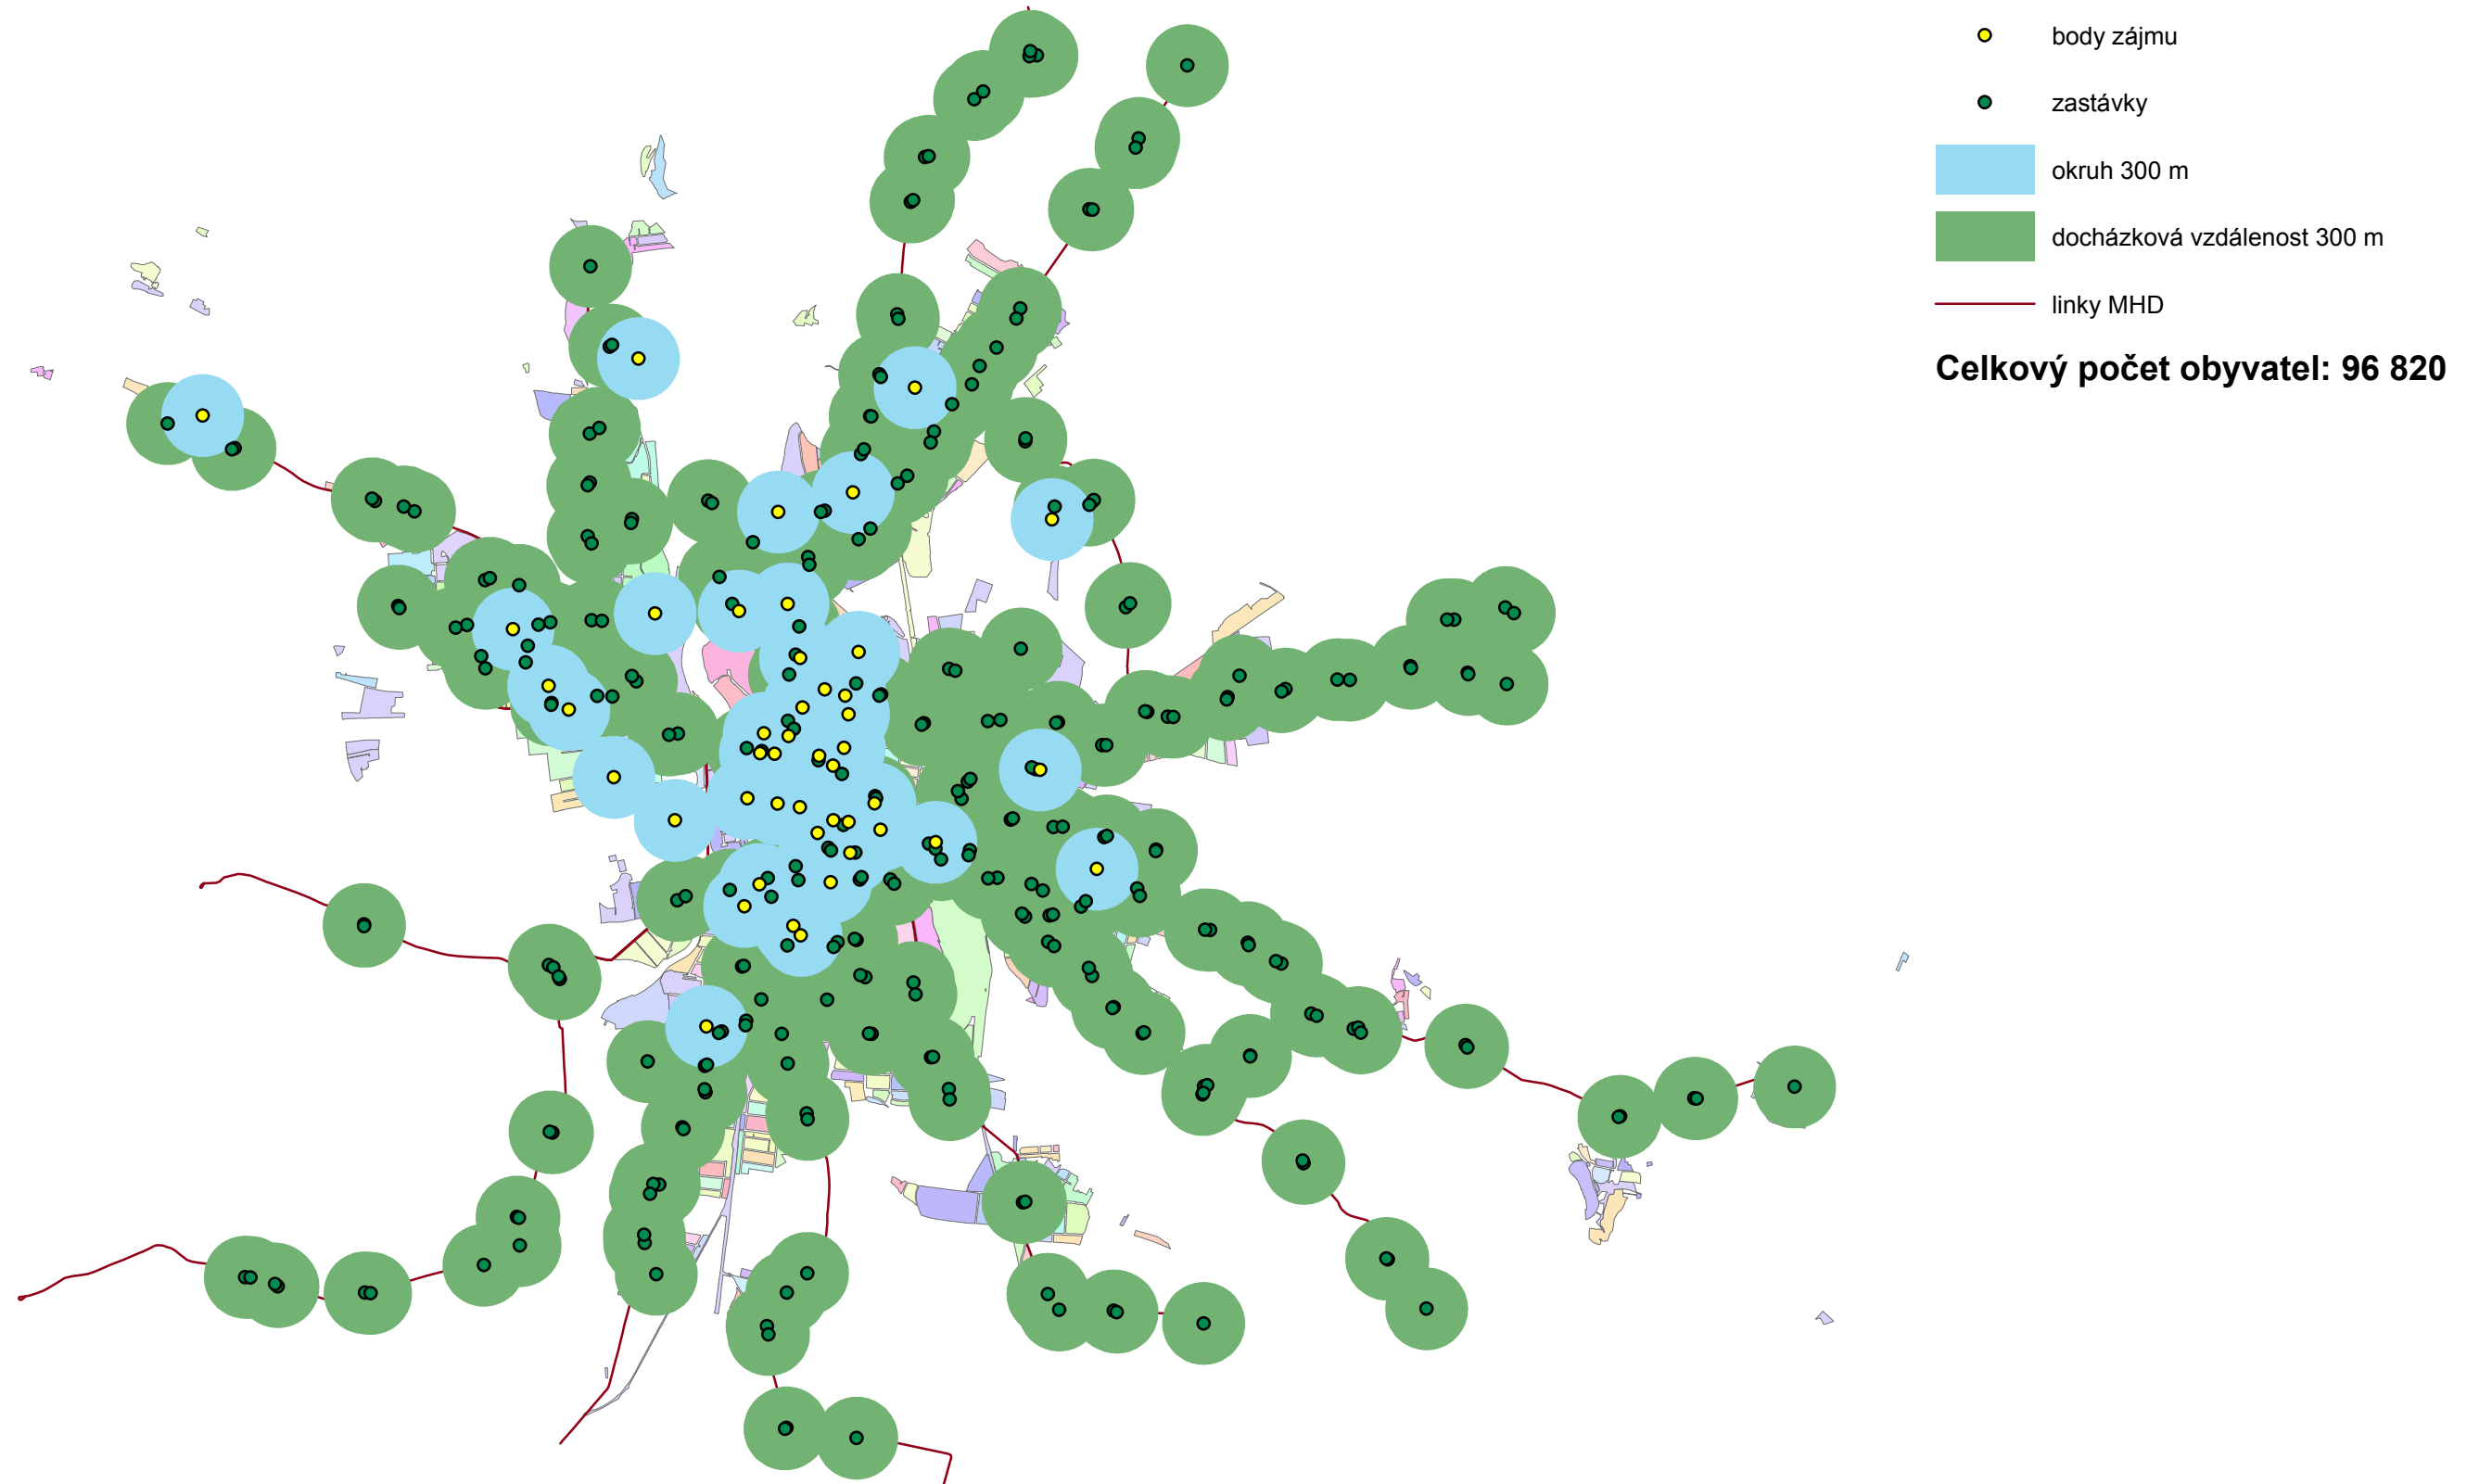 body zájmu
zastávky
okruh 300 m
docházková vzdálenost 300 m
linky MHD
Celkový počet obyvatel: 96 820